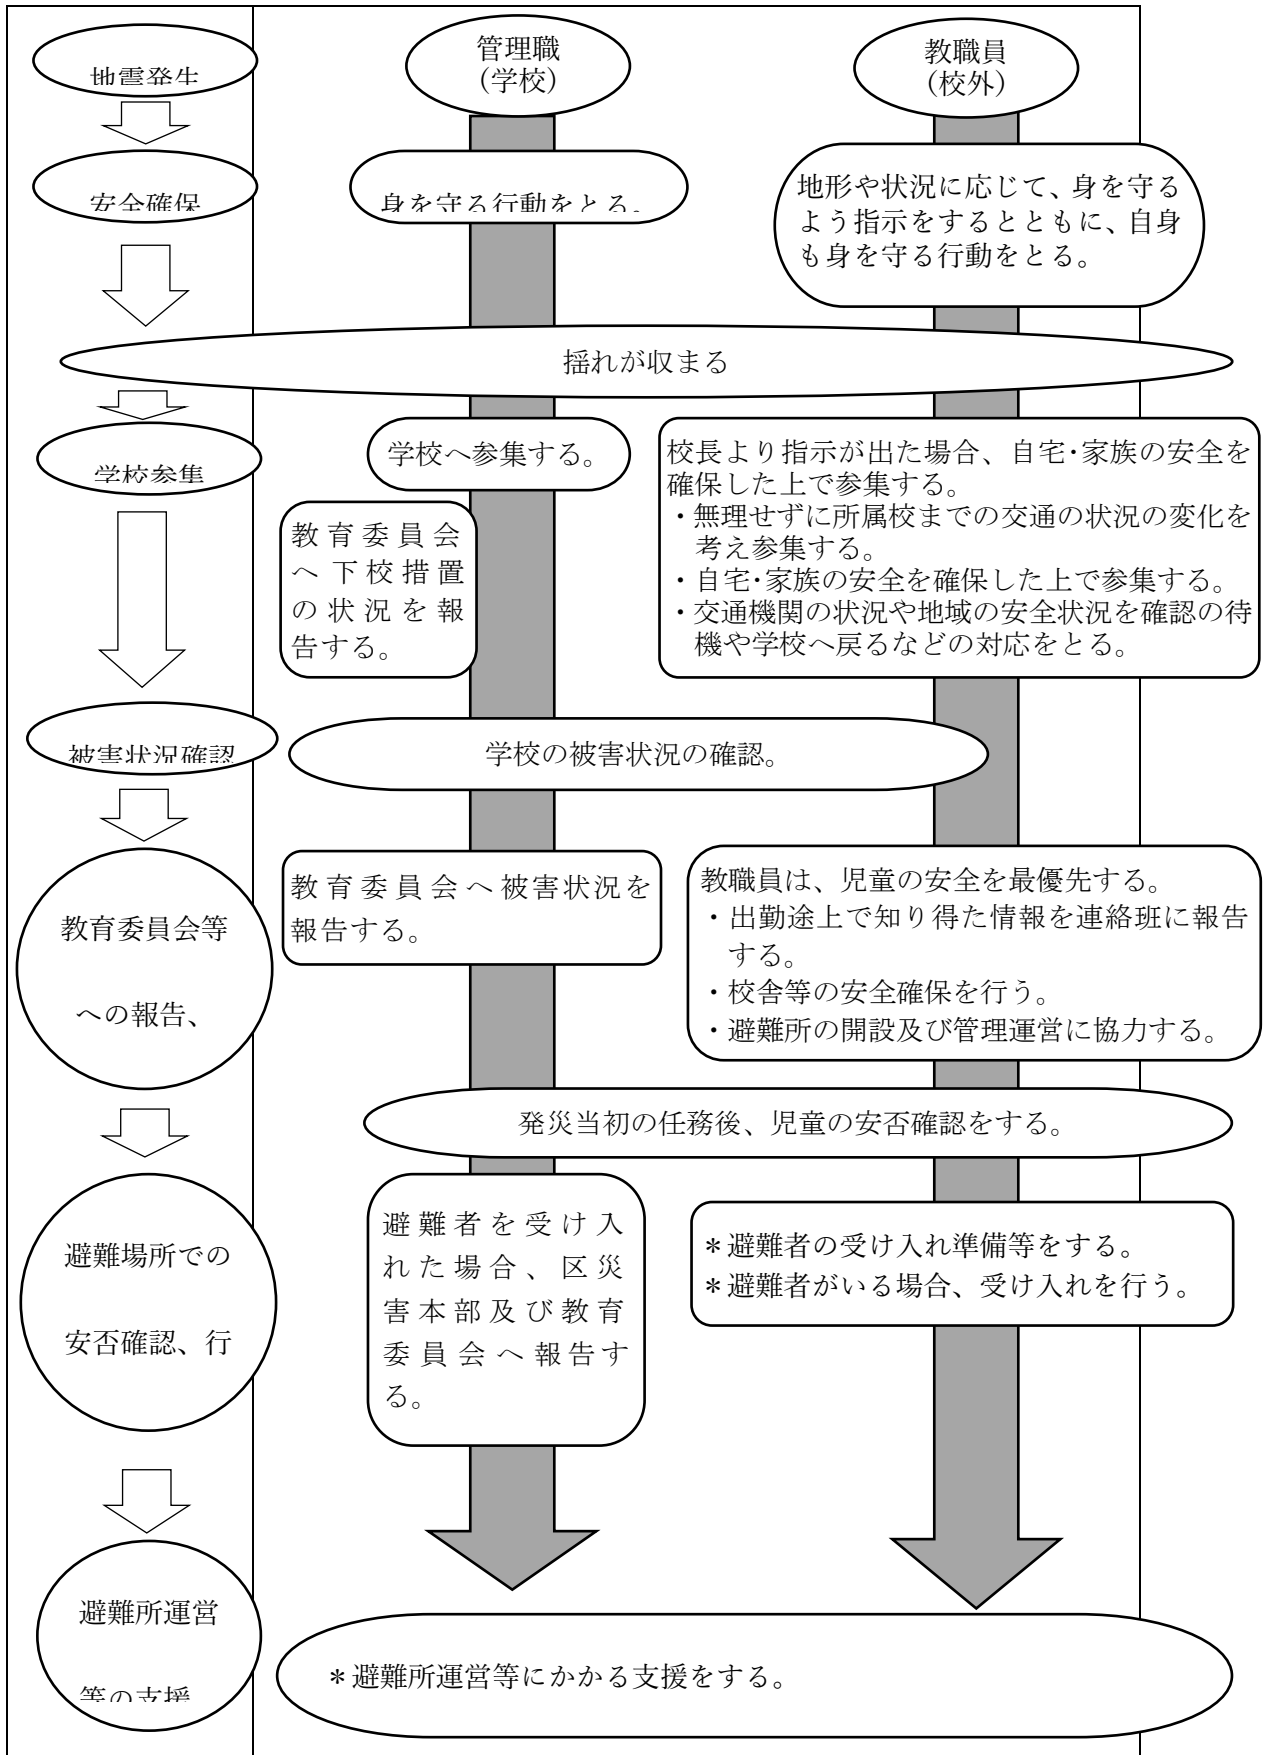 地震発生
管理職
（学校）
教職員
（校外）
安全確保
身を守る行動をとる。
地形や状況に応じて、身を守る
よう指示をするとともに、自身
も身を守る行動をとる。
揺れが収まる
学校参集
学校へ参集する。
教育委員会
へ下校措置
の状況を報
告する。
校長より指示が出た場合、自宅・家族の安全を
確保した上で参集する。
・無理せずに所属校までの交通の状況の変化を
考え参集する。
・自宅・家族の安全を確保した上で参集する。
・交通機関の状況や地域の安全状況を確認の待
機や学校へ戻るなどの対応をとる。
被害状況確認
学校の被害状況の確認。
教育委員会等
への報告、
教育委員会へ被害状況を
報告する。
教職員は、児童の安全を最優先する。
・出勤途上で知り得た情報を連絡班に報告
する。
・校舎等の安全確保を行う。
・避難所の開設及び管理運営に協力する。
発災当初の任務後、児童の安否確認をする。
避難場所での
安否確認、行
避難者を受け入
れた場合、区災
害本部及び教育
委員会へ報告す
る。
＊避難者の受け入れ準備等をする。
＊避難者がいる場合、受け入れを行う。
避難所運営
等の支援
＊避難所運営等にかかる支援をする。